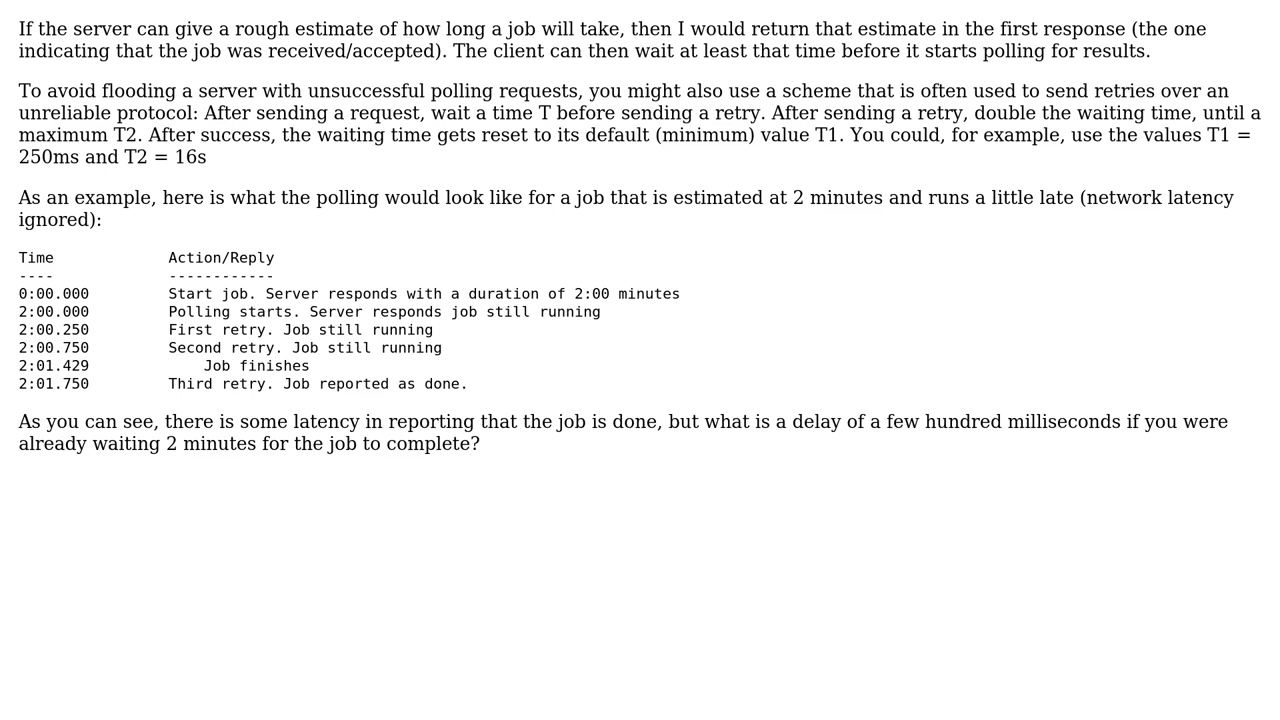 If the server can give a rough estimate of how long a job will take, then I would return that estimate in the first response (the one
indicating that the job was received/accepted). The client can then wait at least that time before it starts polling for results.
To avoid flooding a server with unsuccessful polling requests, you might also use a scheme that is often used to send retries over an
unreliable protocol: After sending a request, wait a time T before sending a retry. After sending a retry, double the waiting time, until a
maximum T2. After success, the waiting time gets reset to its default (minimum) value T1. You could, for example, use the values T1 =
250ms and T2 = 16s
As an example, here is what the polling would look like for a job that is estimated at 2 minutes and runs a little late (network latency
ignored):
Time             Action/Reply
----             ------------
0:00.000         Start job. Server responds with a duration of 2:00 minutes
2:00.000         Polling starts. Server responds job still running
2:00.250         First retry. Job still running
2:00.750         Second retry. Job still running
2:01.429             Job finishes
2:01.750         Third retry. Job reported as done.
As you can see, there is some latency in reporting that the job is done, but what is a delay of a few hundred milliseconds if you were
already waiting 2 minutes for the job to complete?